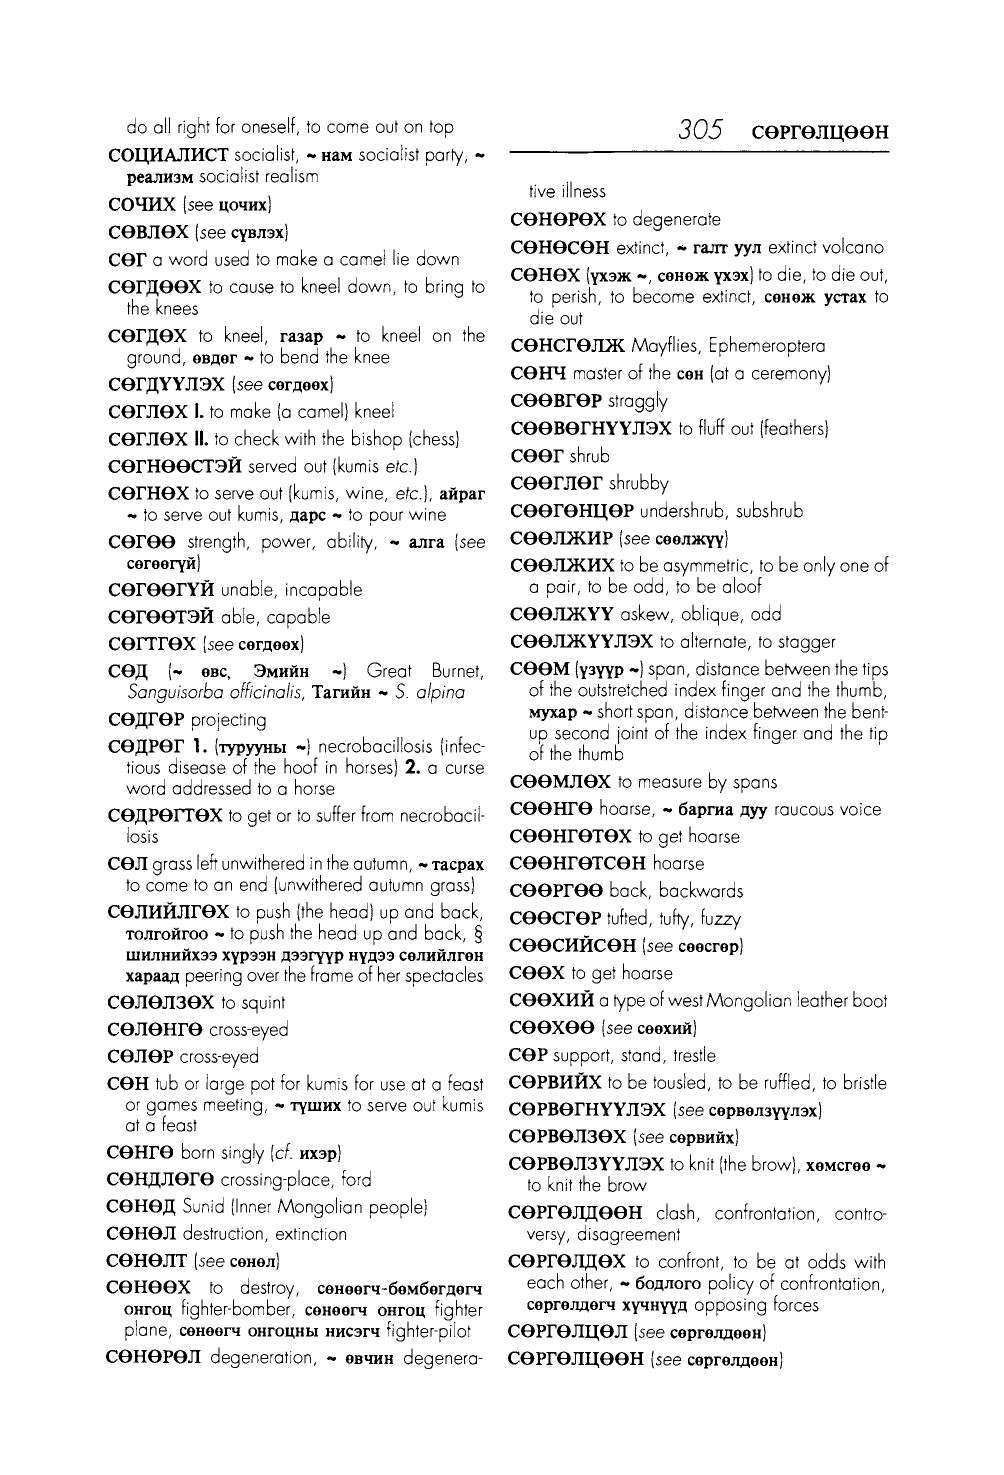 do all right for oneself, to come out on top
СОЦИАЛИСТ socialist, ~ нам socialist party, ~
реализм socialist realism
СОЧИХ (see цочих)
СӨВЛӨХ (see сүвлэх)
СӨГ a word used to make a camel lie down
СӨГДӨӨХ to cause to kneel down, to bring to
the knees
СӨГДӨХ to kneel, газар ~ to kneel on the
ground, өвдөг ~ to bend the knee
СӨГДҮҮЛЭХ (see сөгдөөх)
СӨГЛӨХ I. to make (a camel) kneel
СӨГЛӨХ II. to check with the bishop (chess)
СӨГНӨӨСТЭЙ served out (kumis etc.)
СӨГНӨХ to serve out (kumis, wine, etc.), айраг
~ to serve out kumis, дарс ~ to pour wine
СӨГӨӨ strength, power, ability, ~ алга (see
сөгөөгүй)
СӨГӨӨГҮЙ unable, incapable
СӨГӨӨТЭЙ able, capable
СӨГТГӨХ (see сөгдөөх)
СӨД (~ өвс, Эмийн ~) Great Burnet,
Sanguisorba officinalis, Тагийн ~ S. alpina
СӨДГӨР projecting
СӨДРӨГ 1. (турууны ~) necrobacillosis (infec-
tious disease of the hoof in horses) 2. a curse
word addressed to a horse
СӨДРӨГТӨХ to get or to suffer from necrobacil-
losis
СӨЛ grass left unwithered in the autumn, ~ тасрах
to come to an end (unwithered autumn grass)
СӨЛИЙЛГӨХ to push (the head) up and back,
толгойгоо ~ to push the head up and back, §
шилнийхээ хүрээн дээгүүр нүдээ сөлийлгөн
хараад peering over the frame of her spectacles
СӨЛӨЛЗӨХ to squint
СӨЛӨНГӨ cross-eyed
СӨЛӨР cross-eyed
СӨН tub or large pot for kumis for use at a feast
or games meeting, ~ түших to serve out kumis
at a feast
СӨНГӨ born singly (cf. ихэр)
СӨНДЛӨГӨ crossing-place, ford
СӨНӨД Sunid (Inner Mongolian people)
СӨНӨЛ destruction, extinction
СӨНӨЛТ (see сөнөл)
СӨНӨӨХ to destroy, сөнөөгч-бөмбөгдөгч
онгоц fighter-bomber, сөнөөгч онгоц fighter
plane, сөнөөгч онгоцны нисэгч fighter-pilot
СӨНӨРӨЛ degeneration, ~ өвчин degenera-
305 СӨРГӨЛЦӨӨН
tive illness
СӨНӨРӨХ to degenerate
СӨНӨСӨН extinct, ~ галт уул extinct volcano
СӨНӨХ (үхэж ~, сөнөж үхэх) to die, to die out,
to perish, to become extinct, сөнөж устах to
die out
СӨНСГӨЛЖ Mayflies, Ephemeroptera
СӨНЧ master of the сөн (at a ceremony)
СӨӨВГӨР straggly
СӨӨВӨГНҮҮЛЭХ to fluff out (feathers)
СӨӨГ shrub
СӨӨГЛӨГ shrubby
СӨӨГӨНЦӨР undershrub, subshrub
СӨӨЛЖИР (see сөөлжүү)
СӨӨЛЖИХ to be asymmetric, to be only one of
a pair, to be odd, to be aloof
СӨӨЛЖҮҮ askew, oblique, odd
СӨӨЛЖҮҮЛЭХ to alternate, to stagger
СӨӨМ (үзүүр ~) span, distance between the tips
of the outstretched index finger and the thumb,
мухар ~ short span, distance between the bent-
up second joint of the index finger and the tip
of the thumb
СӨӨМЛӨХ to measure by spans
СӨӨНГӨ hoarse, ~ баргиа дуу raucous voice
СӨӨНГӨТӨХ to get hoarse
СӨӨНГӨТСӨН hoarse
СӨӨРГӨӨ back, backwards
СӨӨСГӨР tufted, tufty, fuzzy
СӨӨСИЙСӨН (see сөөсгөр)
СӨӨХ to get hoarse
СӨӨХИЙ a type of west Mongolian leather boot
СӨӨХӨӨ (see сөөхий)
СӨР support, stand, trestle
СӨРВИЙХ to be tousled, to be ruffled, to bristle
СӨРВӨГНҮҮЛЭХ (see сөрвөлзүүлэх)
СӨРВӨЛЗӨХ (see сөрвийх)
СӨРВӨЛЗҮҮЛЭХ to knit (the brow), хөмсгөө ~
to knit the brow
СӨРГӨЛДӨӨН clash, confrontation, contro-
versy, disagreement
СӨРГӨЛДӨХ to confront, to be at odds with
each other, ~ бодлого policy of confrontation,
сөргөлдөгч хүчнүүд opposing forces
СӨРГӨЛЦӨЛ (see сөргөлдөөн)
СӨРГӨЛЦӨӨН (see сөргөлдөөн)